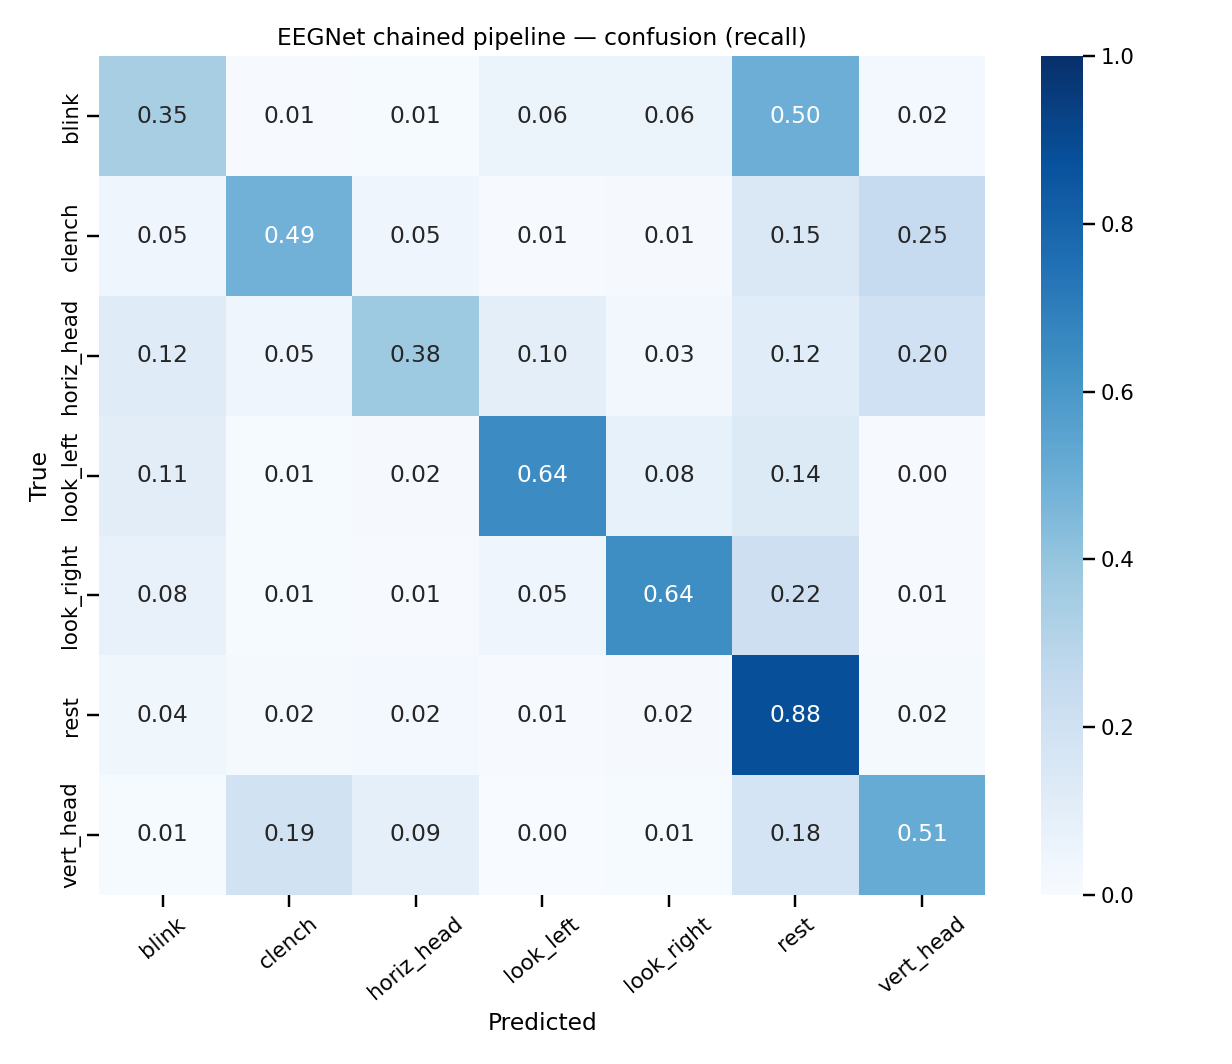 EEGNet chained pipeline — confusion (recall)
blink 0.35 0.01 0.01 0.06 0.06 0.50 0.02
clench 0.05 0.49 0.05 0.01 0.01 0.15 0.25
horiz_head 0.12 0.05 0.38 0.10 0.03 0.12 0.20
look_left 0.11 0.01 0.02 0.64 0.08 0.14 0.00
look_right 0.08 0.01 0.01 0.05 0.64 0.22 0.01
rest 0.04 0.02 0.02 0.01 0.02 0.88 0.02
vert_head 0.01 0.19 0.09 0.00 0.01 0.18 0.51
True
blink clench horiz_head look_left look_right rest vert_head
Predicted
1.0
0.8
0.6
0.4
0.2
0.0